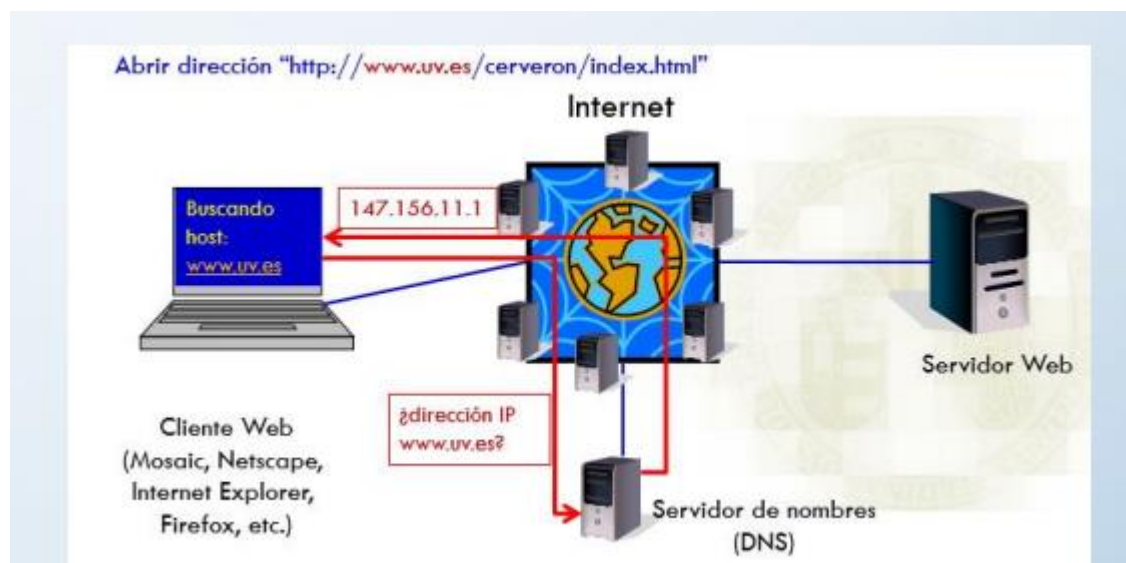 Abrir dirección “http://www.uv.es/cerveron/index.html”
Internet
Buscando
host:
www.uv.es
147.156.11.1
¿dirección IP
www.uv.es?
Servidor Web
Cliente Web
(Mosaic, Netscape,
Internet Explorer,
Firefox, etc.)
Servidor de nombres
(DNS)